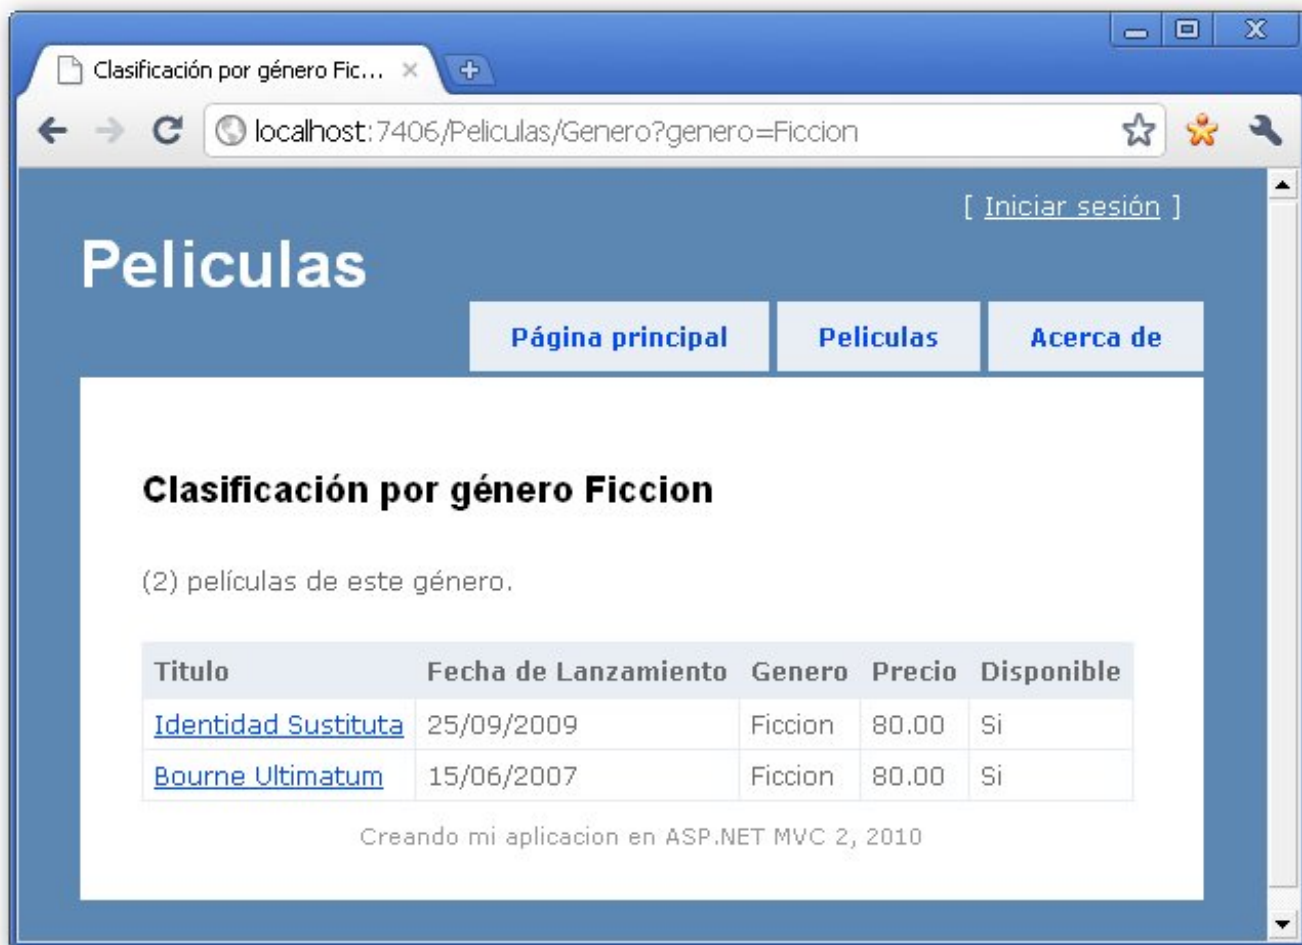 Clasificación por género Fic...
localhost:7406/Peliculas/Genero?genero=Ficcion
[ Iniciar sesión ]
Peliculas
Página principal Peliculas Acerca de
Clasificación por género Ficcion
(2) películas de este género.
Titulo Fecha de Lanzamiento Genero Precio Disponible
Identidad Sustituta 25/09/2009 Ficcion 80.00 Si
Bourne Ultimatum 15/06/2007 Ficcion 80.00 Si
Creando mi aplicacion en ASP.NET MVC 2, 2010